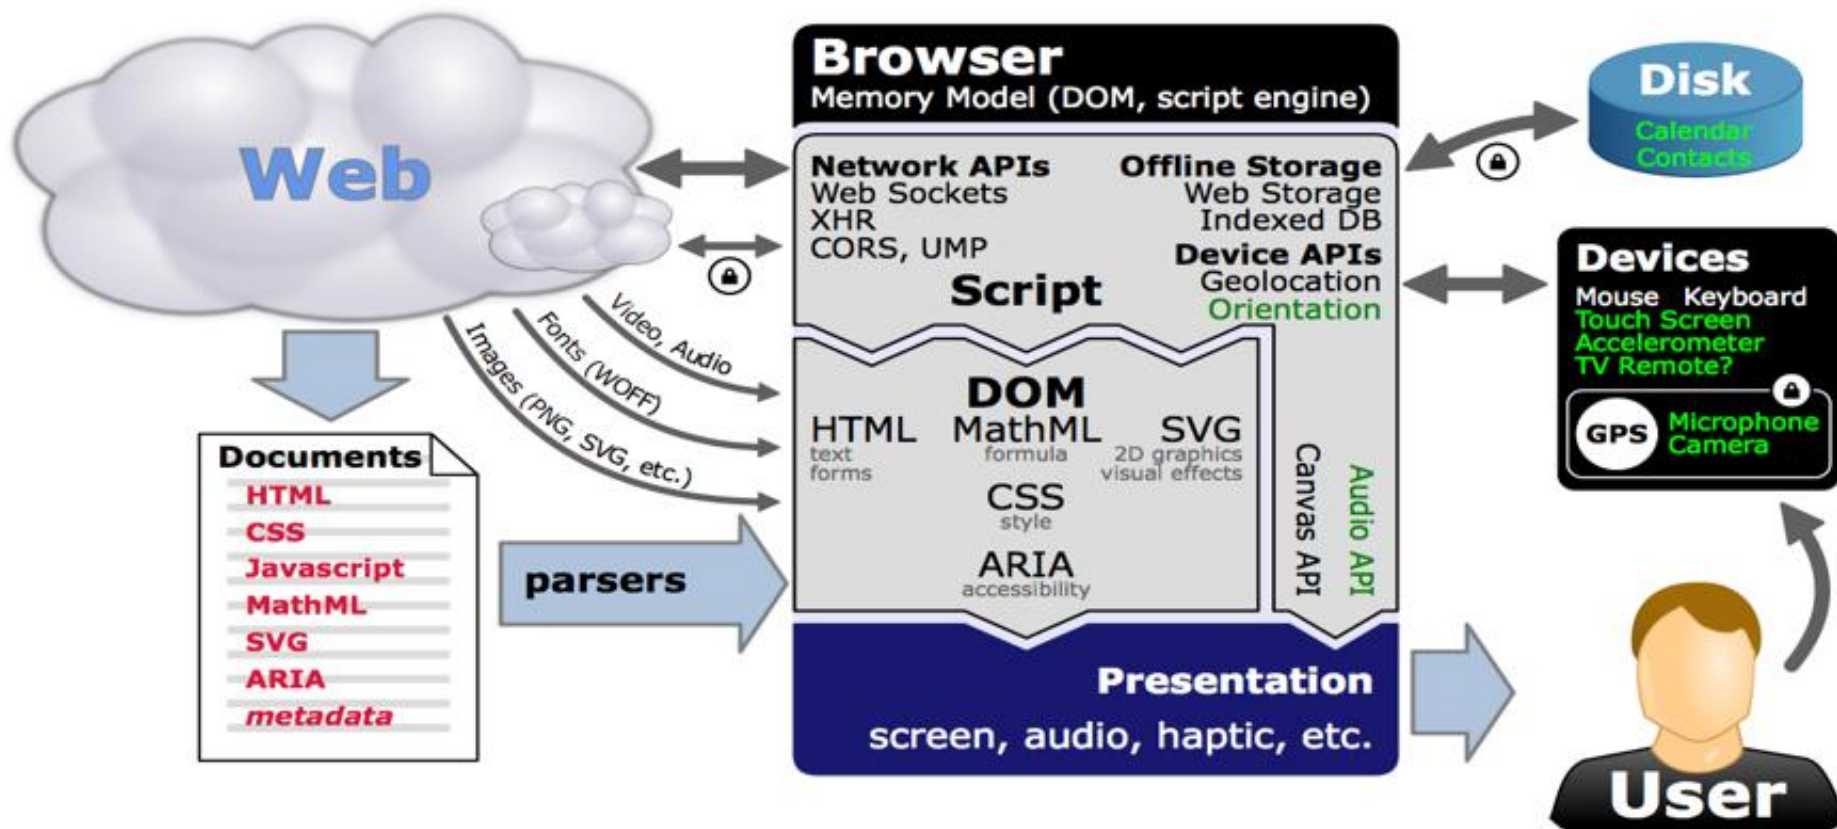 Web
Video, Audio
Fonts (WOFF)
Images (PNG, SVG, etc.)
Documents
HTML
CSS
Javascript
MathML
SVG
ARIA
metadata
parsers
Browser
Memory Model (DOM, script engine)
Network APIs
Web Sockets
XHR
CORS, UMP
Offline Storage
Web Storage
Indexed DB
Device APIs
Geolocation
Orientation
Script
DOM
HTML
text
forms
MathML
formula
SVG
2D graphics
visual effects
CSS
style
ARIA
accessibility
Canvas API
Audio API
Presentation
screen, audio, haptic, etc.
Disk
Calendar
Contacts
Devices
Mouse Keyboard
Touch Screen
Accelerometer
TV Remote?
GPS
Microphone
Camera
User